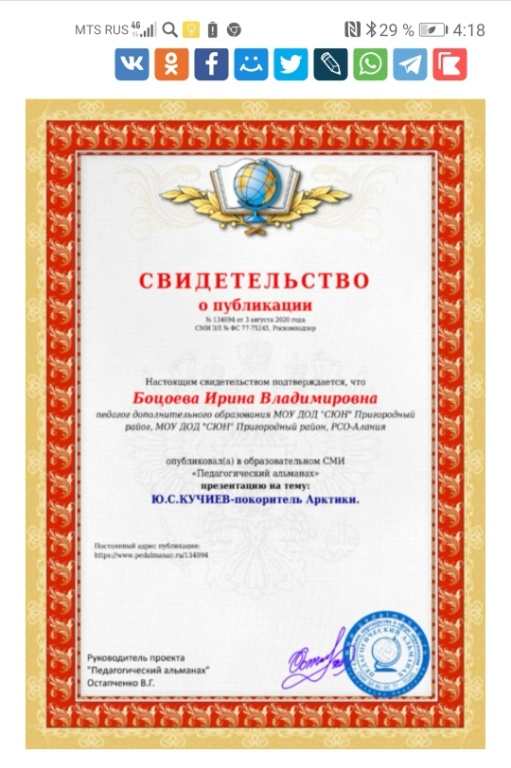 MTS RUS 4G
29 % 4:18
СВИДЕТЕЛЬСТВО
о публикации
№ 134094 от 3 августа 2020 года
СМИ ЭЛ № ФС 77-75245, Роскомнадзор
Настоящим свидетельством подтверждается, что
Боцоева Ирина Владимировна
педагог дополнительного образования МОУ ДОД "СЮН" Пригородный
район, МОУ ДОД "СЮН" Пригородный район, РСО-Алания
опубликовал(а) в образовательном СМИ
«Педагогический альманах»
презентацию на тему:
Ю.С.КУЧИЕВ-покоритель Арктики.
Постоянный адрес публикации:
https://www.pedalmanac.ru/134094
Руководитель проекта
"Педагогический альманах"
Остапченко В.Г.
ПЕДАГОГИЧЕСКИЙ АЛЬМАНАХ